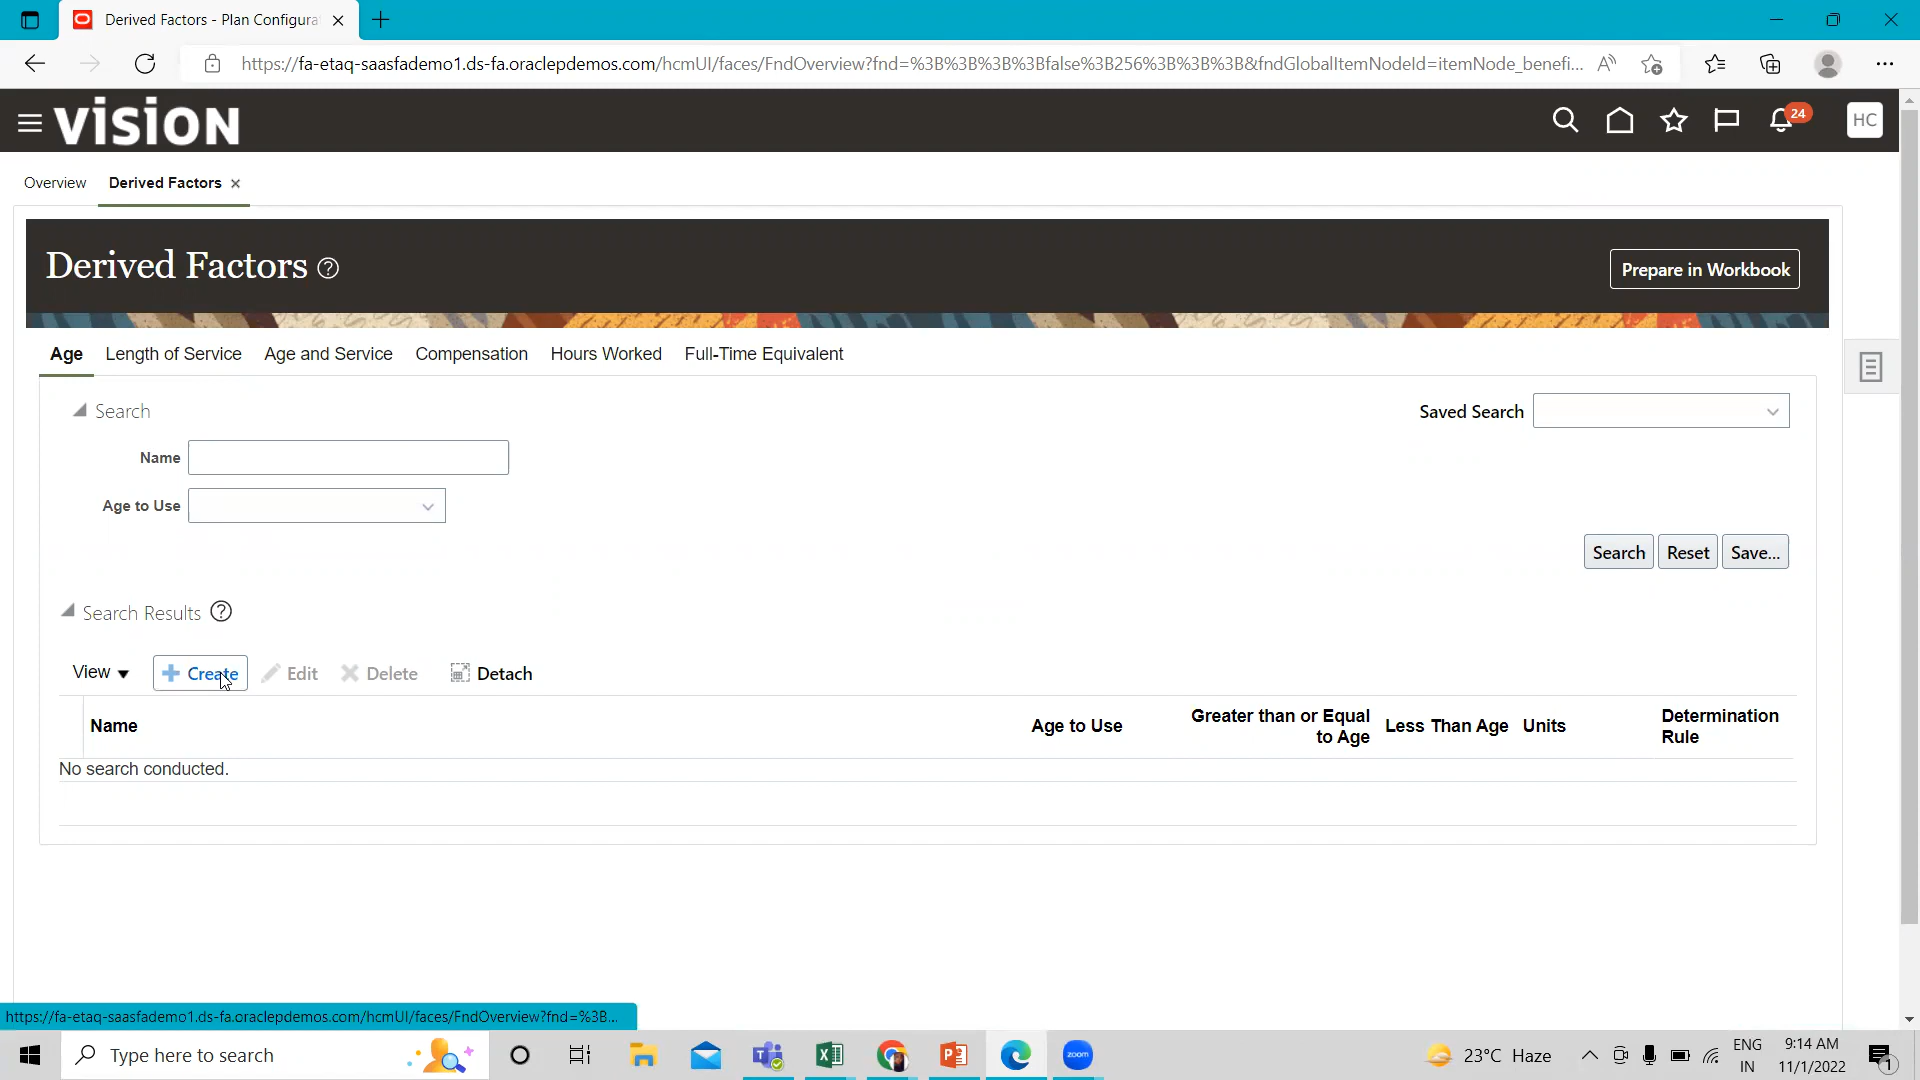 Derived Factors - Plan Configura
https://fa-etaq-saasfademo1.ds-fa.oraclepdemos.com/hcmUI/faces/FndOverview?fnd=%3B%3B%3B%3Bfalse%3B256%3B%3B%3B&fndGlobalItemNodeId=itemNode_benefi...
vision
24
HC
Overview
Derived Factors
Derived Factors
Prepare in Workbook
Age
Length of Service
Age and Service
Compensation
Hours Worked
Full-Time Equivalent
Search
Saved Search
Name
Age to Use
Search
Reset
Save...
Search Results
View
Create
Edit
Delete
Detach
Name
Age to Use
Greater than or Equal
to Age
Less Than Age
Units
Determination
Rule
No search conducted.
https://fa-etaq-saasfademo1.ds-fa.oraclepdemos.com/hcmUI/faces/FndOverview?fnd=%3B...
Type here to search
zoom
23°C Haze
ENG
IN
9:14 AM
11/1/2022
1